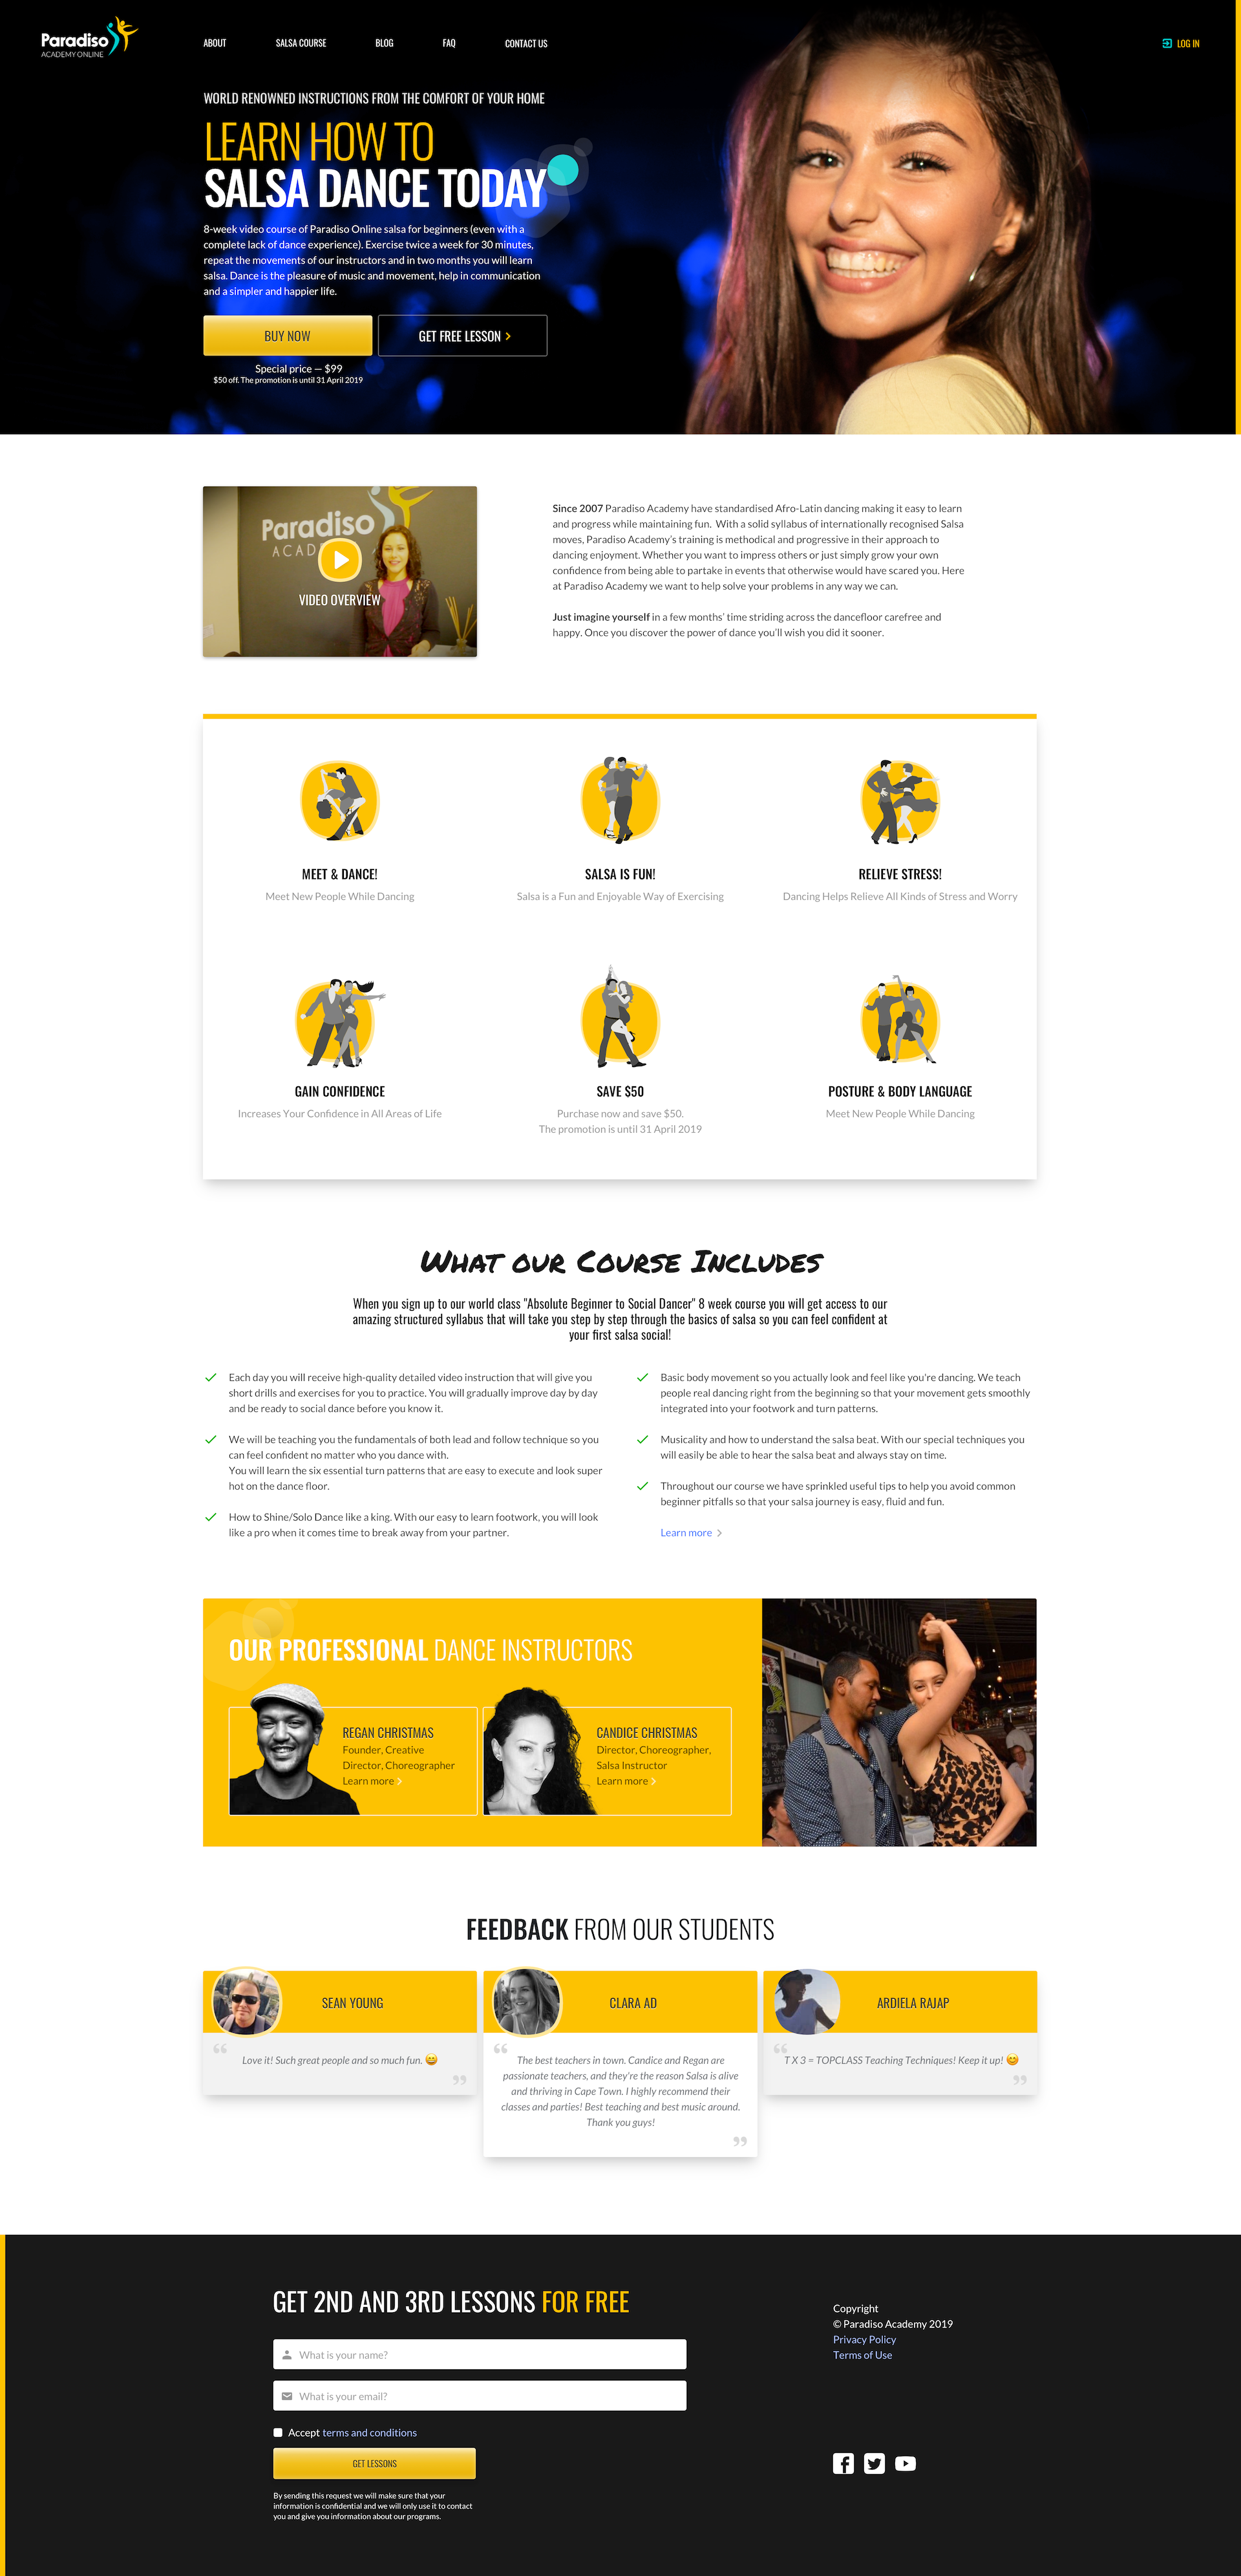 Paradiso
ACADEMY ONLINE
ABOUT
SALSA COURSE
BLOG
FAQ
CONTACT US
LOG IN
WORLD RENOWNED INSTRUCTIONS FROM THE COMFORT OF YOUR HOME
LEARN HOW TO
SALSA DANCE TODAY
8-week video course of Paradiso Online salsa for beginners (even with a
complete lack of dance experience). Exercise twice a week for 30 minutes,
repeat the movements of our instructors and in two months you will learn
salsa. Dance is the pleasure of music and movement, help in communication
and a simpler and happier life.
BUY NOW
GET FREE LESSON
Special price — $99
$50 off. The promotion is until 31 April 2019
Paradiso
ACAD
VIDEO OVERVIEW
Since 2007 Paradiso Academy have standardised Afro-Latin dancing making it easy to learn
and progress while maintaining fun. With a solid syllabus of internationally recognised Salsa
moves, Paradiso Academy's training is methodical and progressive in their approach to
dancing enjoyment. Whether you want to impress others or just simply grow your own
confidence from being able to partake in events that otherwise would have scared you. Here
at Paradiso Academy we want to help solve your problems in any way we can.
Just imagine yourself in a few months' time striding across the dancefloor carefree and
happy. Once you discover the power of dance you'll wish you did it sooner.
MEET & DANCE!
Meet New People While Dancing
SALSA IS FUN!
Salsa is a Fun and Enjoyable Way of Exercising
RELIEVE STRESS!
Dancing Helps Relieve All Kinds of Stress and Worry
GAIN CONFIDENCE
Increases Your Confidence in All Areas of Life
SAVE $50
Purchase now and save $50.
The promotion is until 31 April 2019
POSTURE & BODY LANGUAGE
Meet New People While Dancing
What our Course Includes
When you sign up to our world class "Absolute Beginner to Social Dancer" 8 week course you will get access to our
amazing structured syllabus that will take you step by step through the basics of salsa so you can feel confident at
your first salsa social!
Each day you will receive high-quality detailed video instruction that will give you
short drills and exercises for you to practice. You will gradually improve day by day
and be ready to social dance before you know it.
We will be teaching you the fundamentals of both lead and follow technique so you
can feel confident no matter who you dance with.
You will learn the six essential turn patterns that are easy to execute and look super
hot on the dance floor.
How to Shine/Solo Dance like a king. With our easy to learn footwork, you will look
like a pro when it comes time to break away from your partner.
Basic body movement so you actually look and feel like you're dancing. We teach
people real dancing right from the beginning so that your movement gets smoothly
integrated into your footwork and turn patterns.
Musicality and how to understand the salsa beat. With our special techniques you
will easily be able to hear the salsa beat and always stay on time.
Throughout our course we have sprinkled useful tips to help you avoid common
beginner pitfalls so that your salsa journey is easy, fluid and fun.
Learn more
OUR PROFESSIONAL DANCE INSTRUCTORS
REGAN CHRISTMAS
Founder, Creative
Director, Choreographer
Learn more
CANDICE CHRISTMAS
Director, Choreographer,
Salsa Instructor
Learn more
FEEDBACK FROM OUR STUDENTS
SEAN YOUNG
Love it! Such great people and so much fun. 😄
CLARA AD
The best teachers in town. Candice and Regan are
passionate teachers, and they're the reason Salsa is alive
and thriving in Cape Town. I highly recommend their
classes and parties! Best teaching and best music around.
Thank you guys!
ARDIELA RAJAP
T X 3 = TOPCLASS Teaching Techniques! Keep it up! 😊
GET 2ND AND 3RD LESSONS FOR FREE
What is your name?
What is your email?
Accept terms and conditions
GET LESSONS
By sending this request we will make sure that your
information is confidential and we will only use it to contact
you and give you information about our programs.
Copyright
© Paradiso Academy 2019
Privacy Policy
Terms of Use